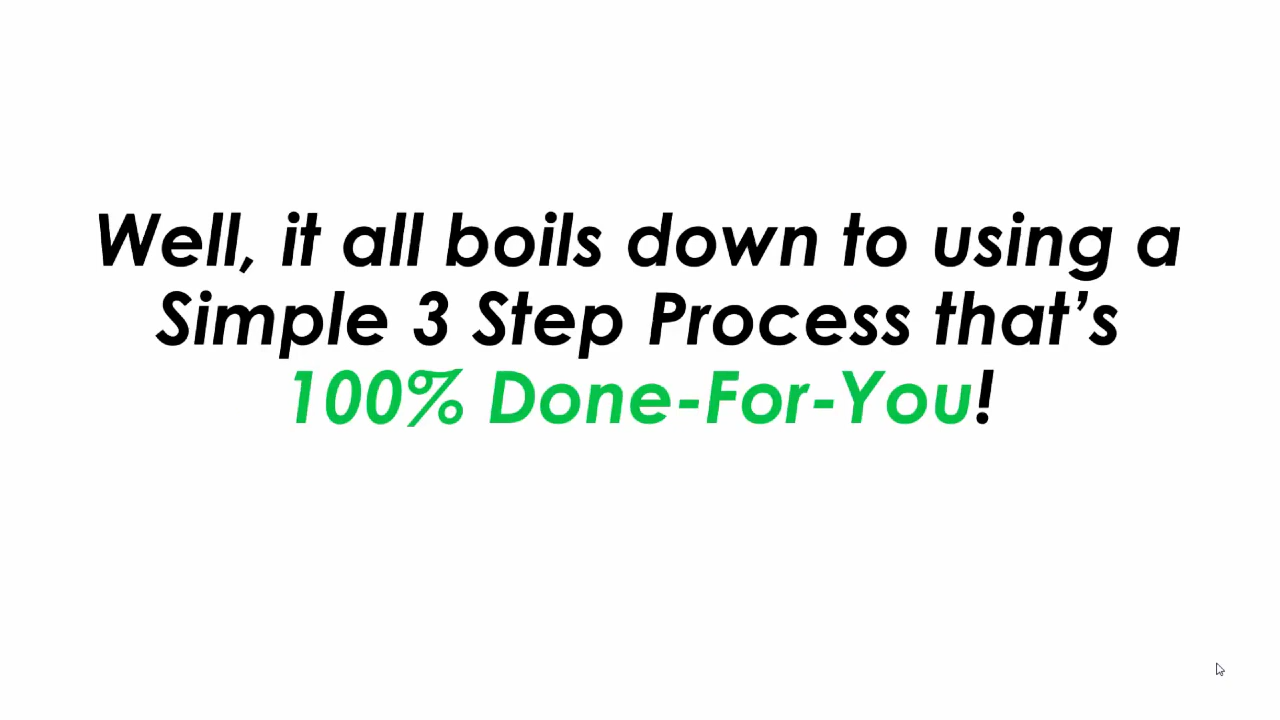 Well, it all boils down to using a
Simple 3 Step Process that’s
100% Done-For-You!